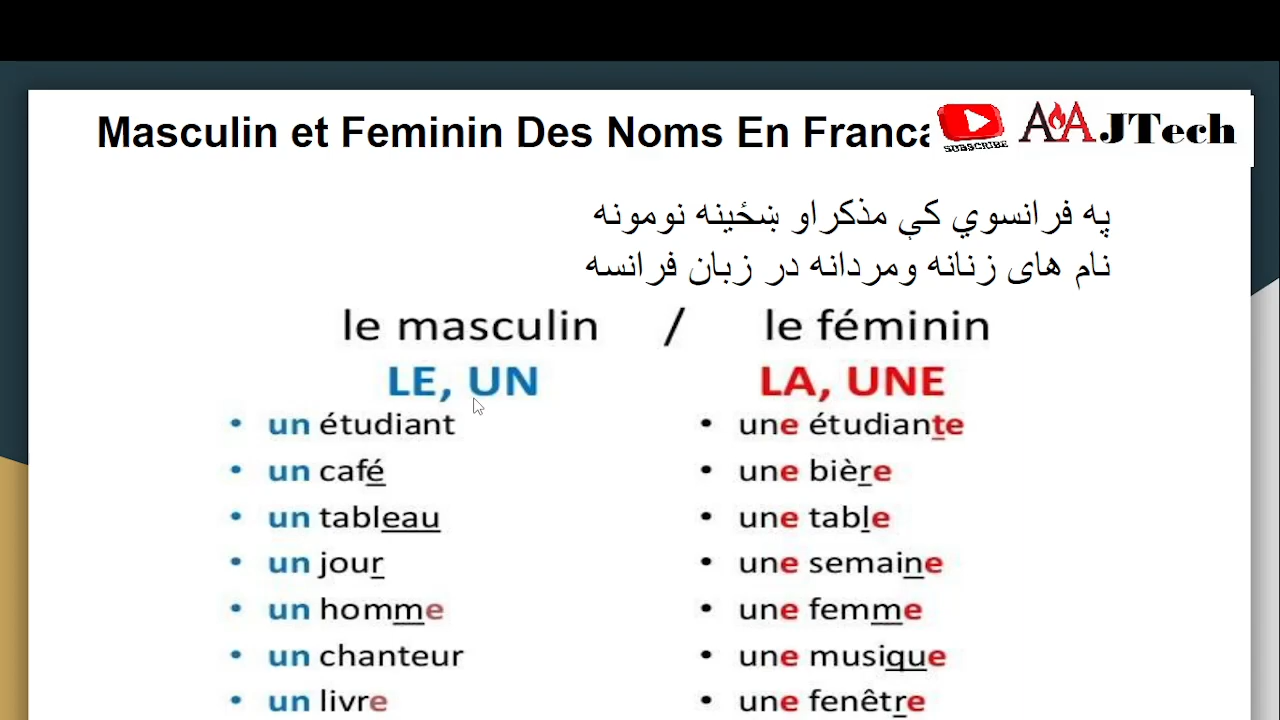 Masculin et Feminin Des Noms En Franca
SUBSCRIBE
AAJTech
په فرانسوي کې مذکراو ښځینه نومونه
نام های زنانه ومردانه در زبان فرانسه
le masculin / le féminin
LE, UN LA, UNE
• un étudiant • une étudiante
• un café • une bière
• un tableau • une table
• un jour • une semaine
• un homme • une femme
• un chanteur • une musique
• un livre • une fenêtre